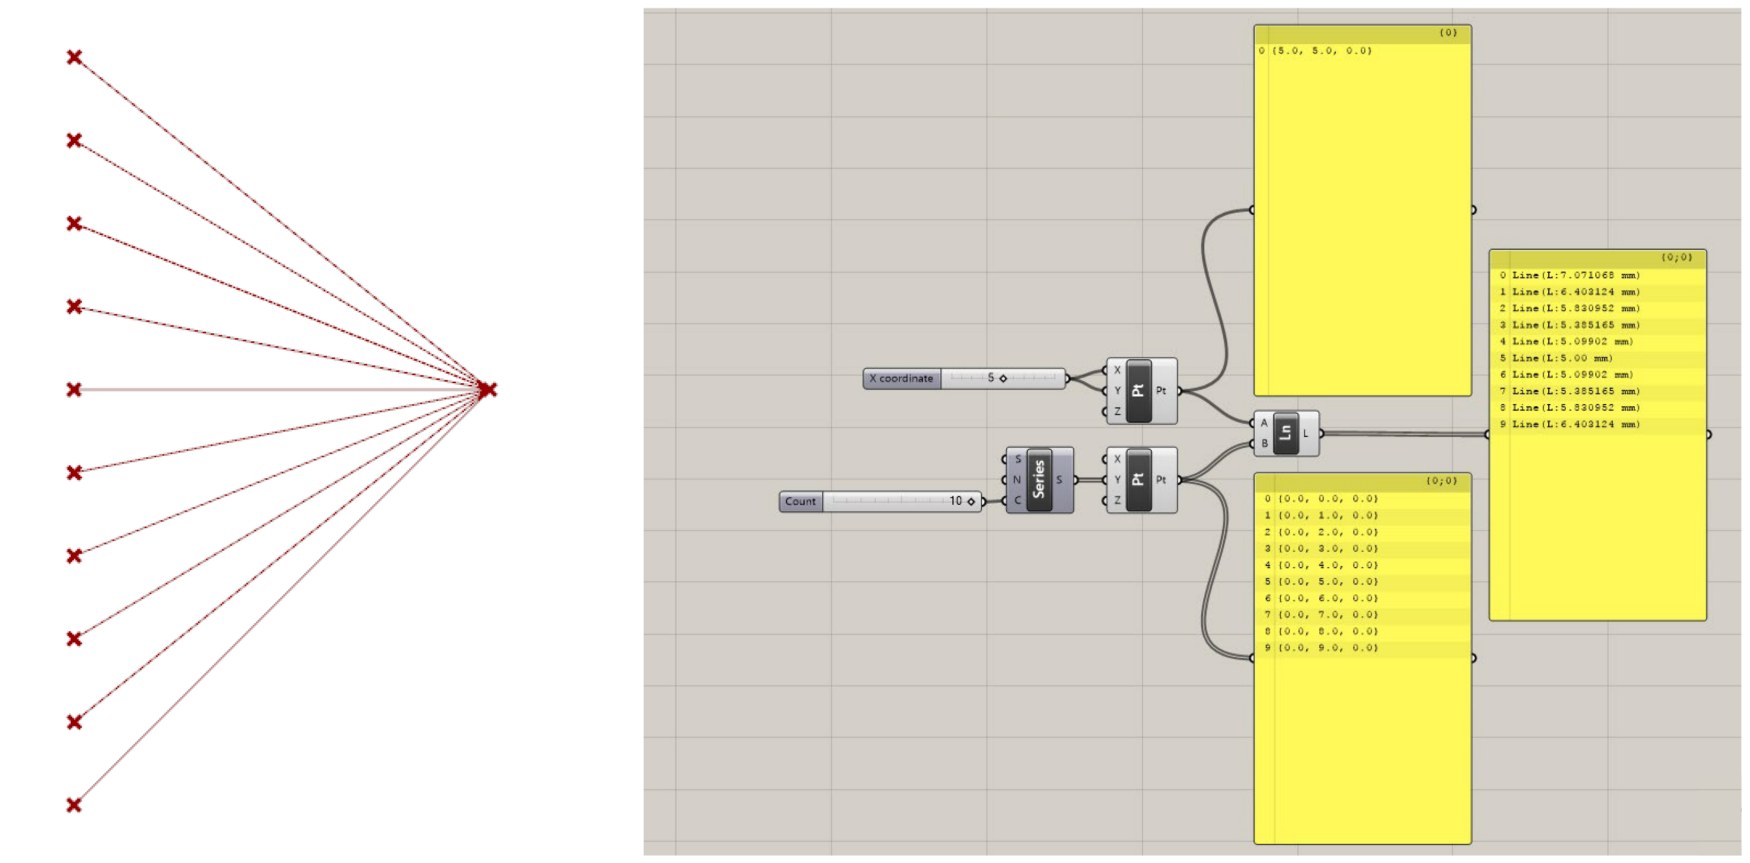 {0}
0 {5.0, 5.0, 0.0}
{0;0}
0 Line(L:7.071068 mm)
1 Line(L:6.403124 mm)
2 Line(L:5.830952 mm)
3 Line(L:5.385165 mm)
4 Line(L:5.09902 mm)
5 Line(L:5.00 mm)
6 Line(L:5.09902 mm)
7 Line(L:5.385165 mm)
8 Line(L:5.830952 mm)
9 Line(L:6.403124 mm)
X coordinate 5
X
Y
Z
Pt
Pt
A
B
Ln
L
Count 10
S
N
C
Series
S
X
Y
Z
Pt
Pt
{0;0}
0 {0.0, 0.0, 0.0}
1 {0.0, 1.0, 0.0}
2 {0.0, 2.0, 0.0}
3 {0.0, 3.0, 0.0}
4 {0.0, 4.0, 0.0}
5 {0.0, 5.0, 0.0}
6 {0.0, 6.0, 0.0}
7 {0.0, 7.0, 0.0}
8 {0.0, 8.0, 0.0}
9 {0.0, 9.0, 0.0}